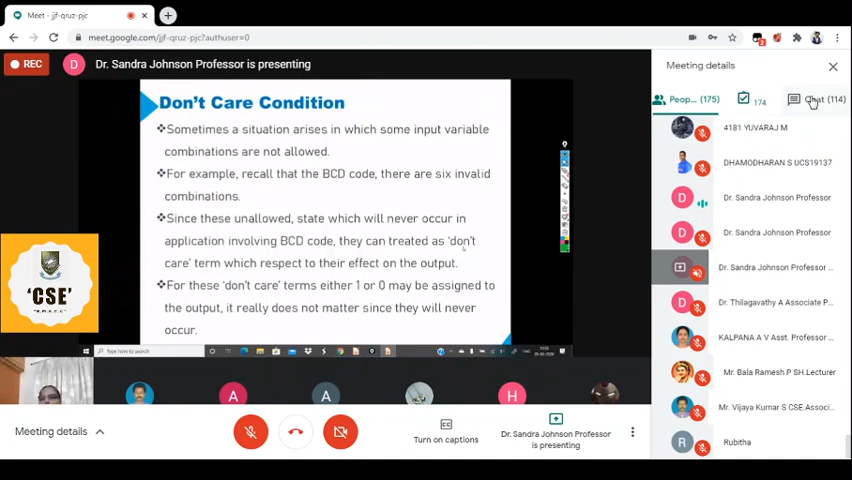 Meet - jjf-qruz-pjc
meet.google.com/jjf-qruz-pjc?authuser=0
REC
D
Dr. Sandra Johnson Professor is presenting
Don't Care Condition
❖Sometimes a situation arises in which some input variable
combinations are not allowed.
❖For example, recall that the BCD code, there are six invalid
combinations.
❖Since these unallowed, state which will never occur in
application involving BCD code, they can treated as 'don't
care' term which respect to their effect on the output.
❖For these 'don't care' terms either 1 or 0 may be assigned to
the output, it really does not matter since they will never
occur.
Type here to search
'CSE'
A
A
H
Meeting details
Turn on captions
Dr. Sandra Johnson Professor
is presenting
Meeting details
Peop... (175)
174
Chat (114)
4181 YUVARAJ M
DHAMODHARAN S UCS19137
D
Dr. Sandra Johnson Professor
D
Dr. Sandra Johnson Professor
Dr. Sandra Johnson Professor ...
D
Dr. Thilagavathy A Associate P...
KALPANA A V Asst. Professor ...
Mr. Bala Ramesh P SH.Lecturer
Mr. Vijaya Kumar S CSE.Associ...
R
Rubitha